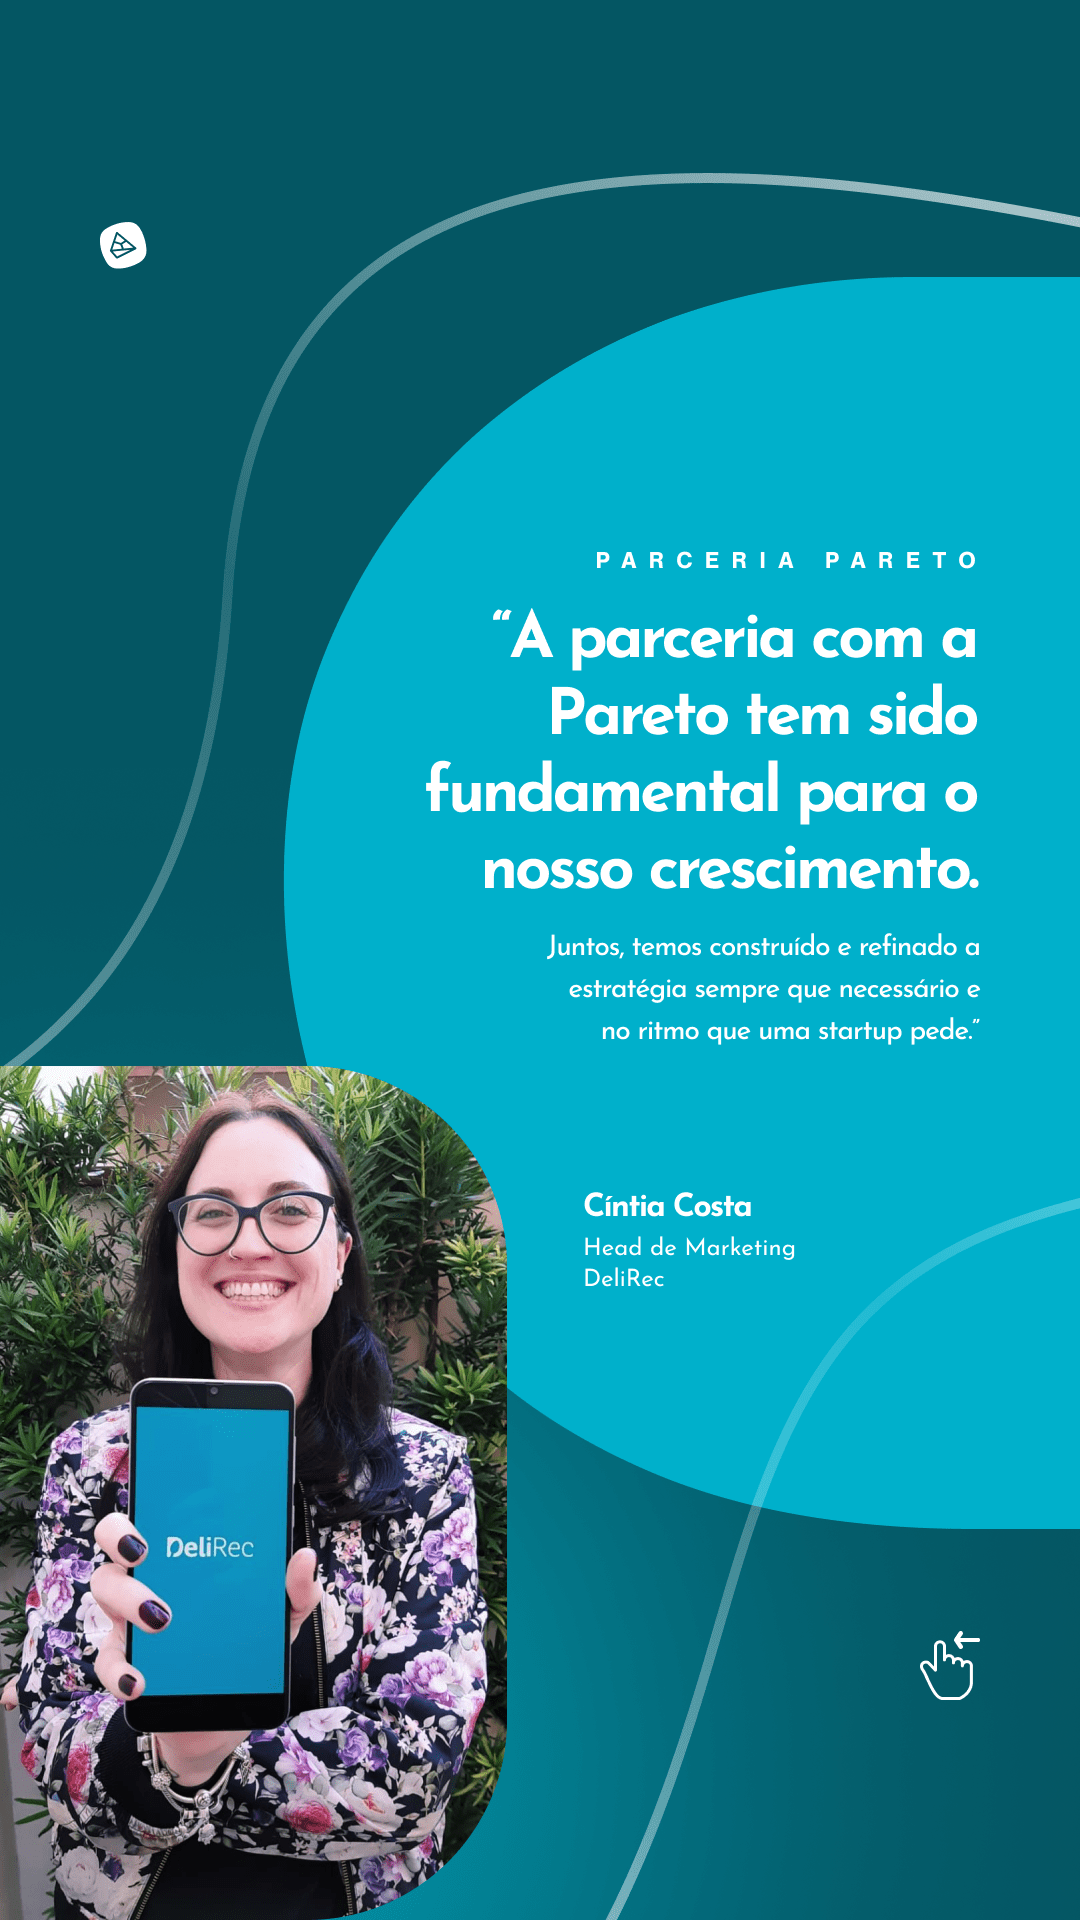 PARCERIA PARETO
“A parceria com a
Pareto tem sido
fundamental para o
nosso crescimento.
Juntos, temos construído e refinado a
estratégia sempre que necessário e
no ritmo que uma startup pede.”
Cíntia Costa
Head de Marketing
DeliRec
DeliRec